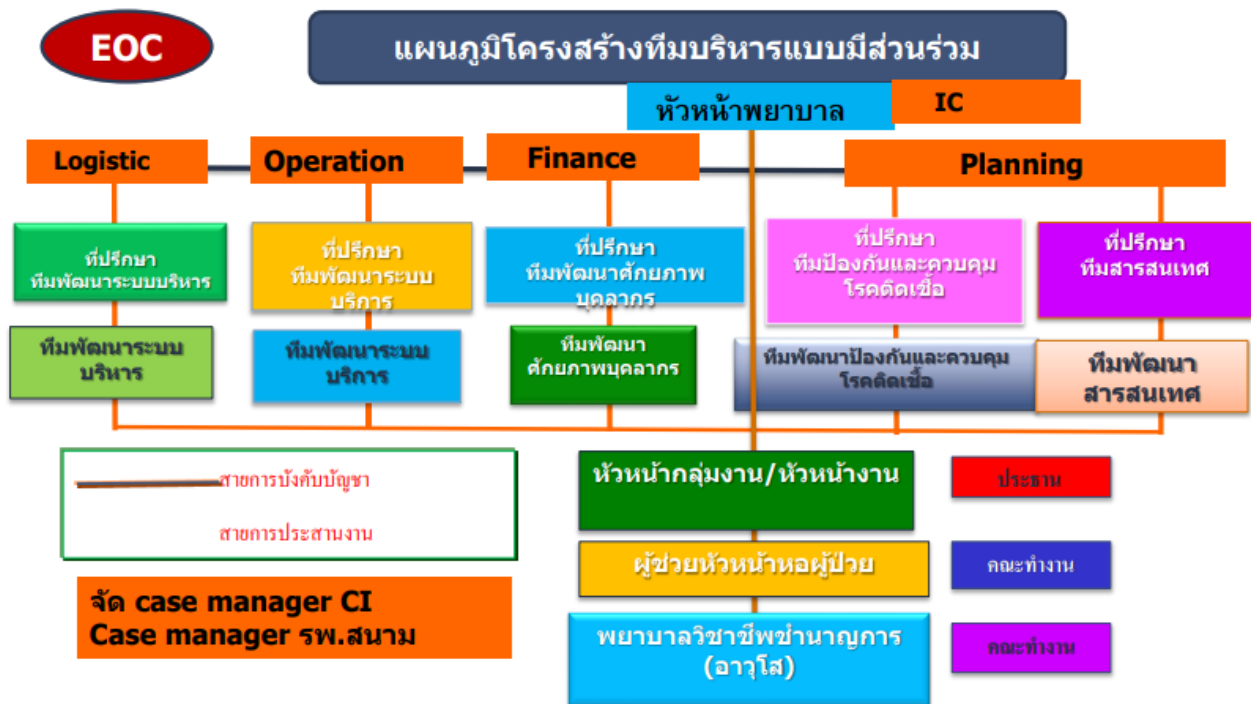 EOC
แผนภูมิโครงสร้างทีมบริหารแบบมีส่วนร่วม
หัวหน้าพยาบาล
IC
Logistic
Operation
Finance
Planning
ที่ปรึกษา
ทีมพัฒนาระบบบริหาร
ที่ปรึกษา
ทีมพัฒนาระบบ
บริการ
ที่ปรึกษา
ทีมพัฒนาศักยภาพ
บุคลากร
ที่ปรึกษา
ทีมป้องกันและควบคุม
โรคติดเชื้อ
ที่ปรึกษา
ทีมสารสนเทศ
ทีมพัฒนาระบบ
บริหาร
ทีมพัฒนาระบบ
บริการ
ทีมพัฒนา
ศักยภาพบุคลากร
ทีมพัฒนาป้องกันและควบคุม
โรคติดเชื้อ
ทีมพัฒนา
สารสนเทศ
สายการบังคับบัญชา
สายการประสานงาน
หัวหน้ากลุ่มงาน/หัวหน้างาน
ประธาน
ผู้ช่วยหัวหน้าหอผู้ป่วย
คณะทำงาน
จัด case manager CI
Case manager รพ.สนาม
พยาบาลวิชาชีพชำนาญการ
(อาวุโส)
คณะทำงาน